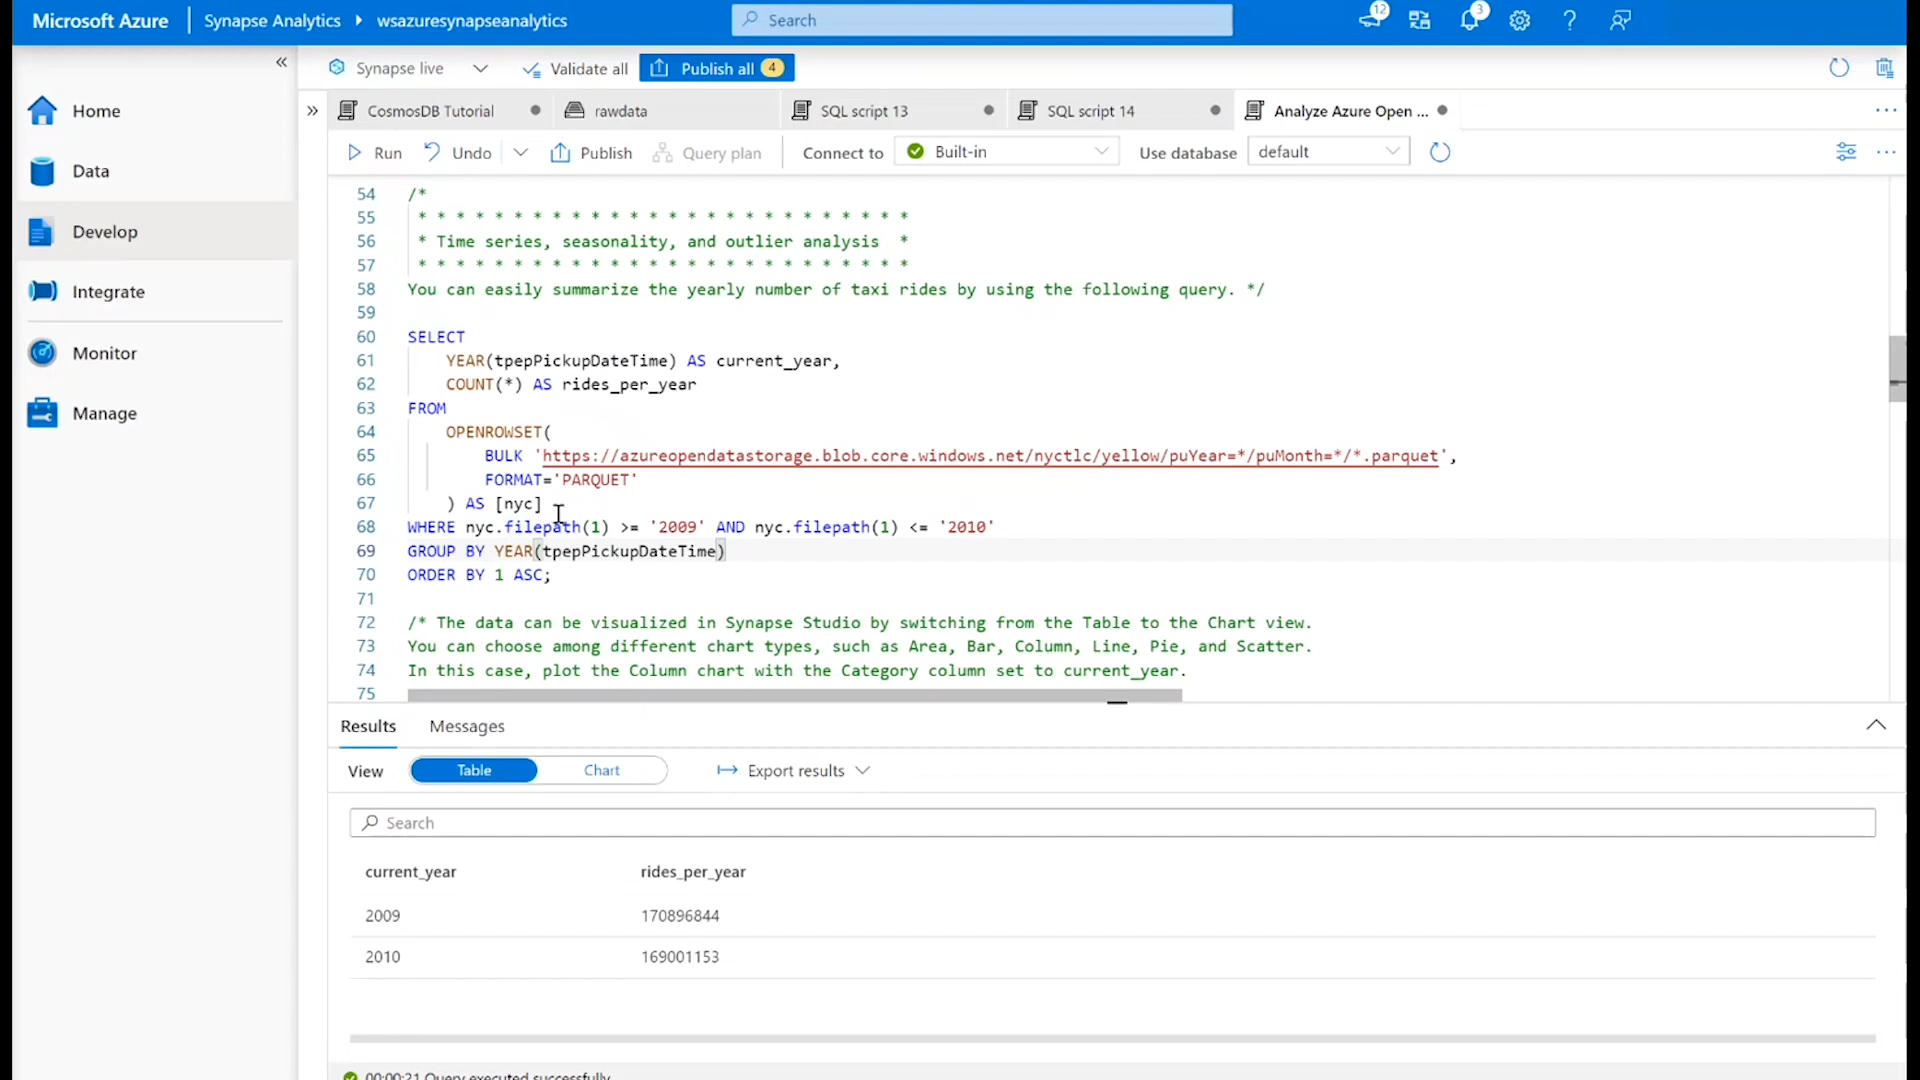 Microsoft Azure Synapse Analytics wsazuresynapseanalytics Search 12 3
Synapse live Validate all Publish all 4
Home
Data
Develop
Integrate
Monitor
Manage
CosmosDB Tutorial rawdata SQL script 13 SQL script 14 Analyze Azure Open ...
Run Undo Publish Query plan Connect to Built-in Use database default
54 /*
55 * * * * * * * * * * * * * * * * * * * * * * * * * *
56 * Time series, seasonality, and outlier analysis *
57 * * * * * * * * * * * * * * * * * * * * * * * * * *
58 You can easily summarize the yearly number of taxi rides by using the following query. */
59
60 SELECT
61 YEAR(tpepPickupDateTime) AS current_year,
62 COUNT(*) AS rides_per_year
63 FROM
64 OPENROWSET(
65 BULK 'https://azureopendatastorage.blob.core.windows.net/nyctlc/yellow/puYear=*/puMonth=*/*.parquet',
66 FORMAT='PARQUET'
67 ) AS [nyc]
68 WHERE nyc.filepath(1) >= '2009' AND nyc.filepath(1) <= '2010'
69 GROUP BY YEAR(tpepPickupDateTime)
70 ORDER BY 1 ASC;
71
72 /* The data can be visualized in Synapse Studio by switching from the Table to the Chart view.
73 You can choose among different chart types, such as Area, Bar, Column, Line, Pie, and Scatter.
74 In this case, plot the Column chart with the Category column set to current_year.
75
Results Messages
View Table Chart Export results
Search
current_year rides_per_year
2009 170896844
2010 169001153
00:00:21 Query executed successfully